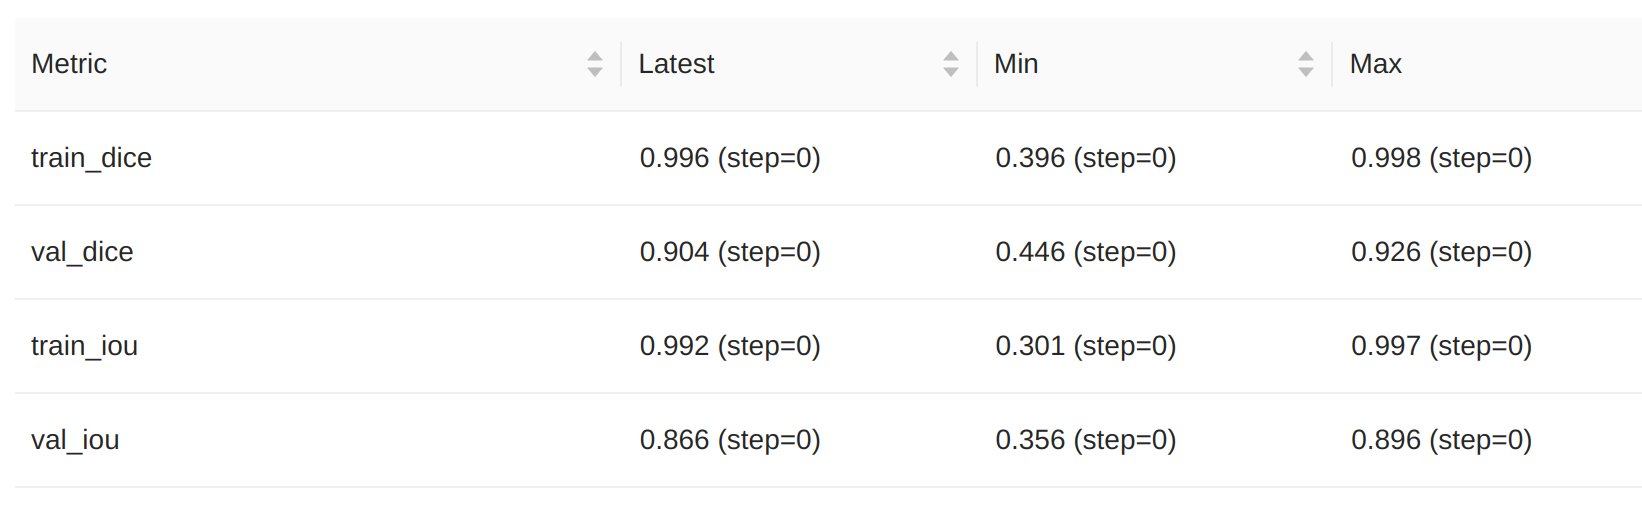 Metric Latest Min Max
train_dice 0.996 (step=0) 0.396 (step=0) 0.998 (step=0)
val_dice 0.904 (step=0) 0.446 (step=0) 0.926 (step=0)
train_iou 0.992 (step=0) 0.301 (step=0) 0.997 (step=0)
val_iou 0.866 (step=0) 0.356 (step=0) 0.896 (step=0)